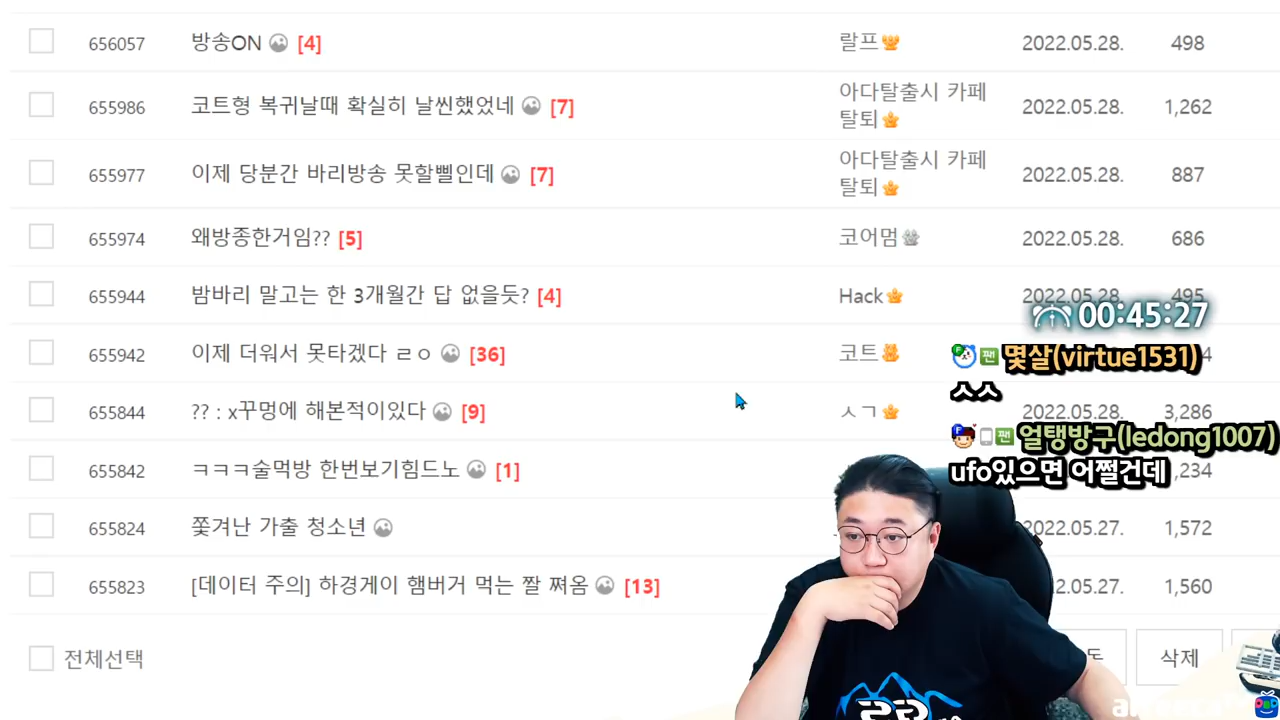 656057 방송ON [4] 랄프 2022.05.28. 498
655986 코트형 복귀날때 확실히 날씬했었네 [7] 아다탈출시 카페 탈퇴 2022.05.28. 1,262
655977 이제 당분간 바리방송 못할삘인데 [7] 아다탈출시 카페 탈퇴 2022.05.28. 887
655974 왜방종한거임?? [5] 코어멈 2022.05.28. 686
655944 밤바리 말고는 한 3개월간 답 없을듯? [4] Hack 2022.05.28. 495
00:45:27
655942 이제 더워서 못타겠다 ㄹㅇ [36] 코트
몇살(virtue1531)
ㅅㅅ
655844 ?? : x꾸멍에 해본적이있다 [9] ㅅㄱ 2022.05.28. 3,286
얼탱방구(ledong1007)
ufo있으면 어쩔건데
655842 ㅋㅋㅋ술먹방 한번보기힘드노 [1] ,234
655824 쫓겨난 가출 청소년 2022.05.27. 1,572
655823 [데이터 주의] 하경게이 햄버거 먹는 짤 쪄옴 [13] 05.27. 1,560
전체선택 삭제